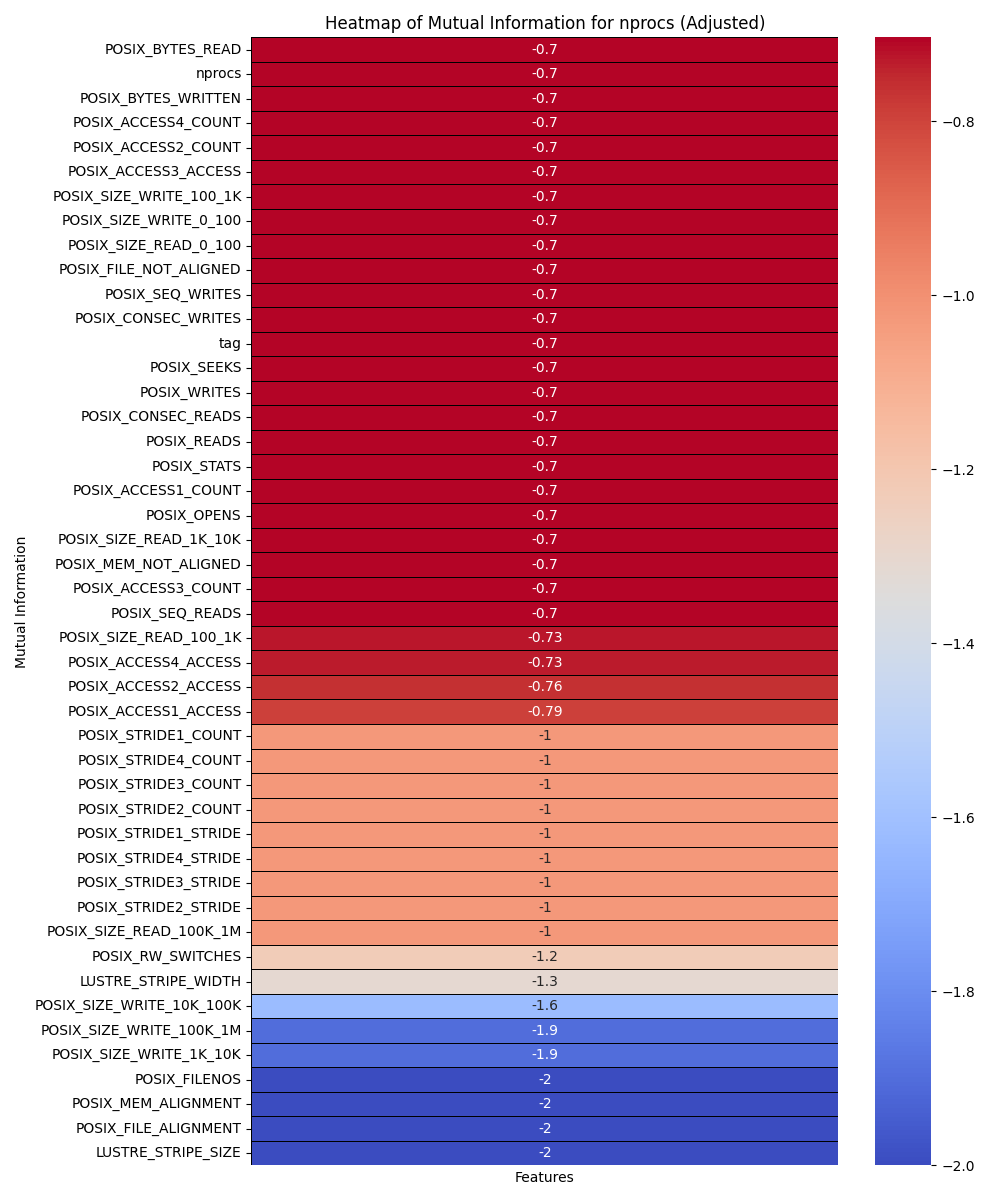 Heatmap of Mutual Information for nprocs (Adjusted)
POSIX_BYTES_READ -0.7
nprocs -0.7
POSIX_BYTES_WRITTEN -0.7
POSIX_ACCESS4_COUNT -0.7
POSIX_ACCESS2_COUNT -0.7
POSIX_ACCESS3_ACCESS -0.7
POSIX_SIZE_WRITE_100_1K -0.7
POSIX_SIZE_WRITE_0_100 -0.7
POSIX_SIZE_READ_0_100 -0.7
POSIX_FILE_NOT_ALIGNED -0.7
POSIX_SEQ_WRITES -0.7
POSIX_CONSEC_WRITES -0.7
tag -0.7
POSIX_SEEKS -0.7
POSIX_WRITES -0.7
POSIX_CONSEC_READS -0.7
POSIX_READS -0.7
POSIX_STATS -0.7
POSIX_ACCESS1_COUNT -0.7
POSIX_OPENS -0.7
POSIX_SIZE_READ_1K_10K -0.7
POSIX_MEM_NOT_ALIGNED -0.7
POSIX_ACCESS3_COUNT -0.7
POSIX_SEQ_READS -0.7
POSIX_SIZE_READ_100_1K -0.73
POSIX_ACCESS4_ACCESS -0.73
POSIX_ACCESS2_ACCESS -0.76
POSIX_ACCESS1_ACCESS -0.79
POSIX_STRIDE1_COUNT -1
POSIX_STRIDE4_COUNT -1
POSIX_STRIDE3_COUNT -1
POSIX_STRIDE2_COUNT -1
POSIX_STRIDE1_STRIDE -1
POSIX_STRIDE4_STRIDE -1
POSIX_STRIDE3_STRIDE -1
POSIX_STRIDE2_STRIDE -1
POSIX_SIZE_READ_100K_1M -1
POSIX_RW_SWITCHES -1.2
LUSTRE_STRIPE_WIDTH -1.3
POSIX_SIZE_WRITE_10K_100K -1.6
POSIX_SIZE_WRITE_100K_1M -1.9
POSIX_SIZE_WRITE_1K_10K -1.9
POSIX_FILENOS -2
POSIX_MEM_ALIGNMENT -2
POSIX_FILE_ALIGNMENT -2
LUSTRE_STRIPE_SIZE -2
Mutual Information
Features
−0.8
−1.0
−1.2
−1.4
−1.6
−1.8
−2.0